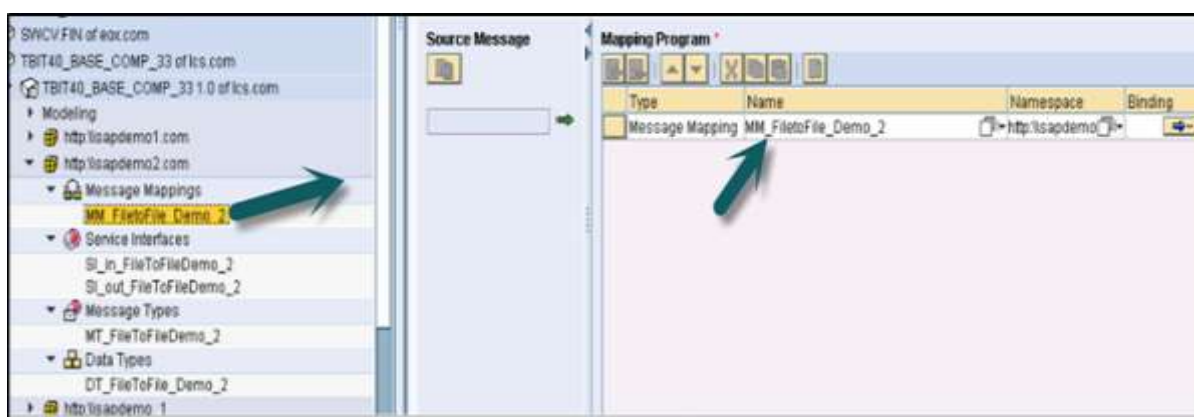 SWCV.FIN of eax.com
TBIT40_BASE_COMP_33 of lcs.com
TBIT40_BASE_COMP_33 1.0 of lcs.com
Modeling
http:\\sapdemo1.com
http:\\sapdemo2.com
Message Mappings
MM_FiletoFile_Demo_2
Service Interfaces
SI_in_FileToFileDemo_2
SI_out_FileToFileDemo_2
Message Types
MT_FileToFileDemo_2
Data Types
DT_FileToFile_Demo_2
http:\\sapdemo_1
Source Message
Mapping Program *
Type Name Namespace Binding
Message Mapping MM_FiletoFile_Demo_2 http:\\sapdemo